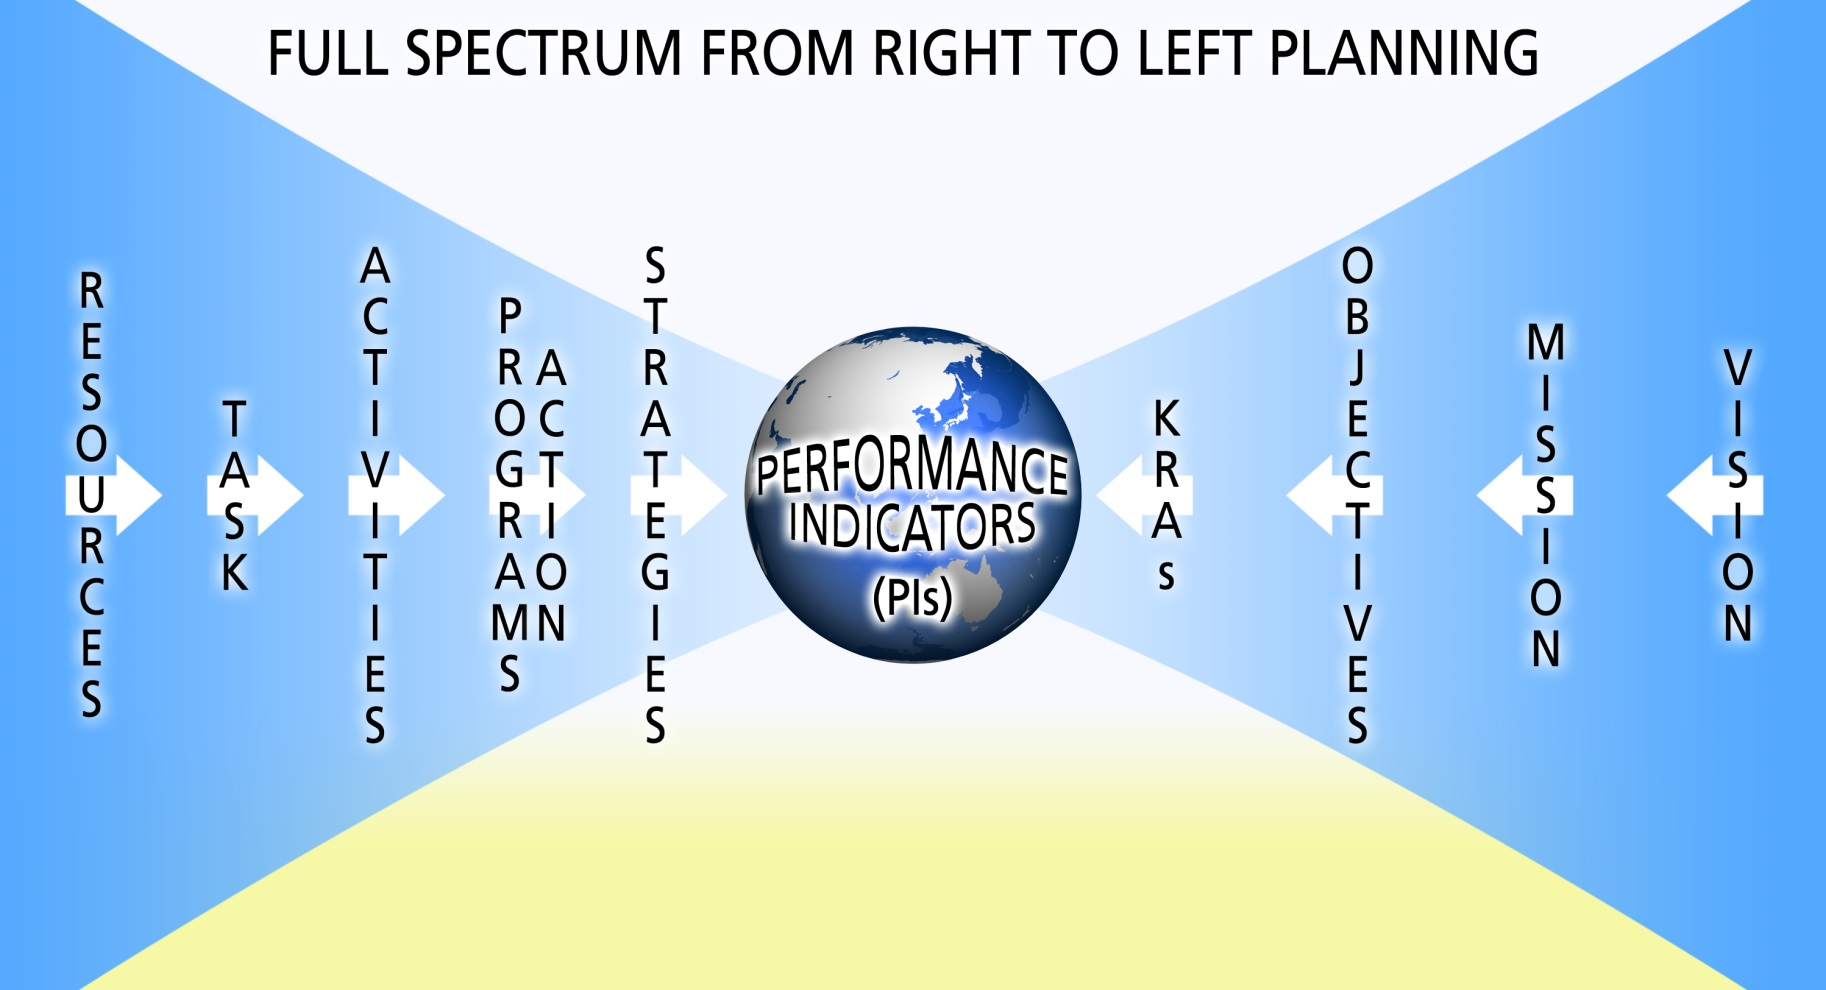 FULL SPECTRUM FROM RIGHT TO LEFT PLANNING
RESOURCES
TASK
ACTIVITIES
PROGRAMS
ACTION
STRATEGIES
PERFORMANCE
INDICATORS
(PIs)
KRAs
OBJECTIVES
MISSION
VISION